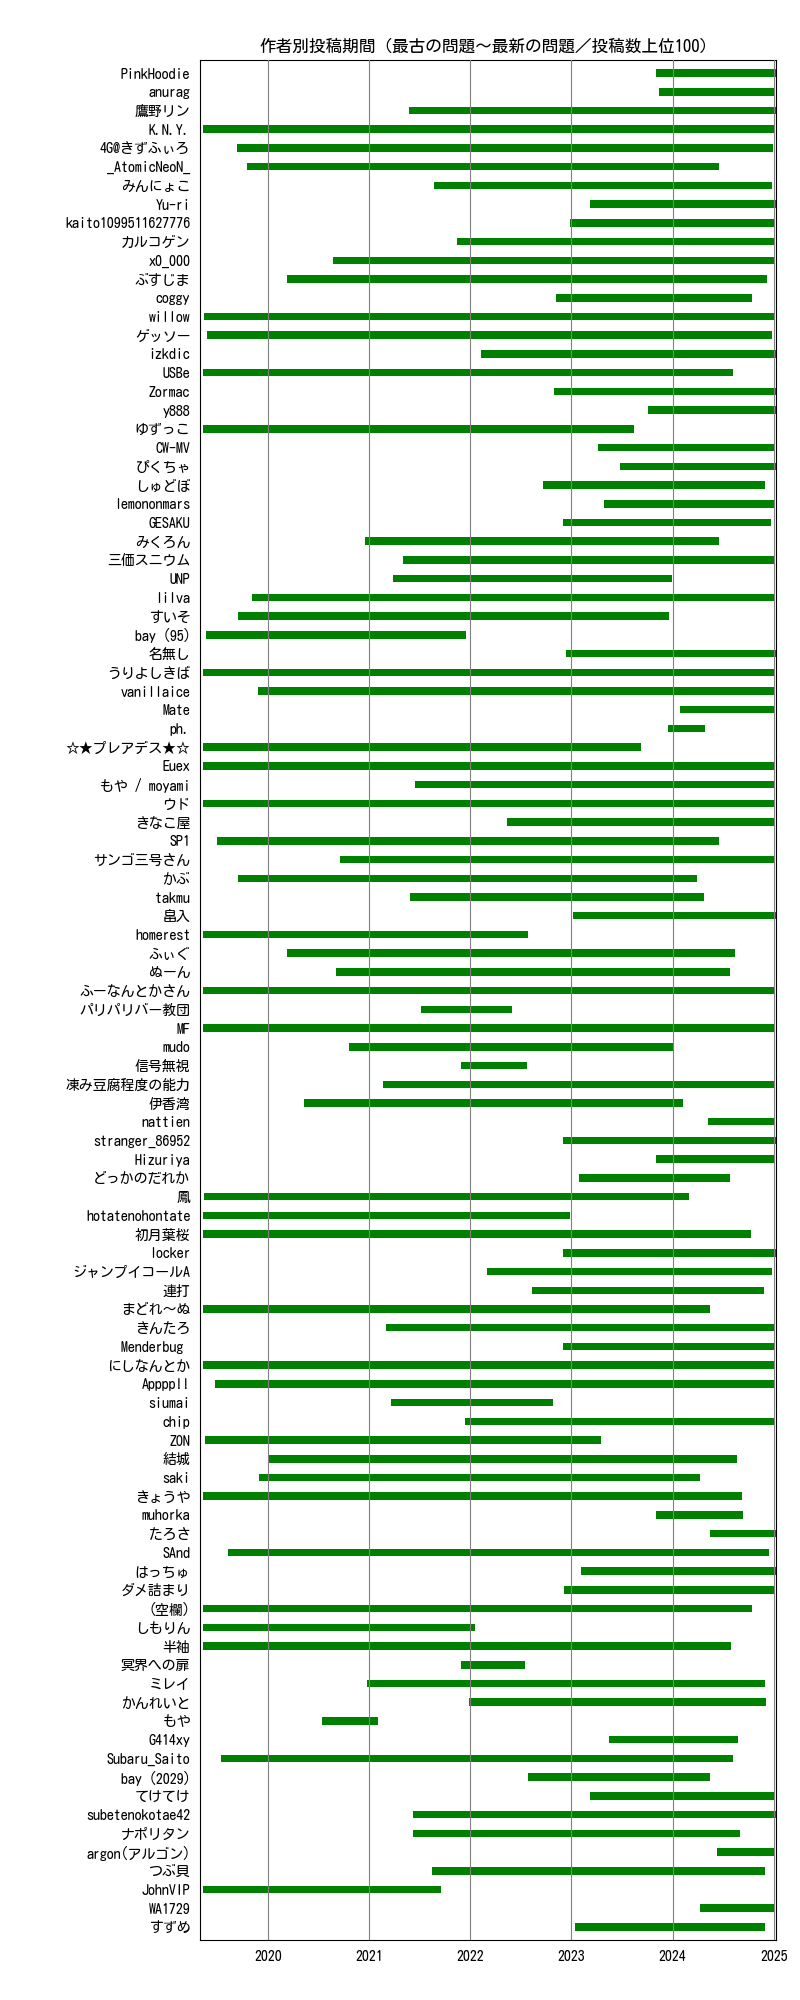 作者別投稿期間（最古の問題～最新の問題／投稿数上位100）
PinkHoodie
anurag
鷹野リン
K.N.Y.
4G@きずふぃろ
_AtomicNeoN_
みんにょこ
Yu-ri
kaito1099511627776
カルコゲン
x0_000
ぶすじま
coggy
willow
ゲッソー
izkdic
USBe
Zormac
y888
ゆずっこ
CW-MV
ぴくちゃ
しゅどぼ
lemononmars
GESAKU
みくろん
三価スニウム
UNP
lilva
すいそ
bay (95)
名無し
うりよしきば
vanillaice
Mate
ph.
☆★プレアデス★☆
Euex
もや / moyami
ウド
きなこ屋
SP1
サンゴ三号さん
かぶ
takmu
畠入
homerest
ふぃぐ
ぬーん
ふーなんとかさん
パリパリバー教団
MF
mudo
信号無視
凍み豆腐程度の能力
伊香湾
nattien
stranger_86952
Hizuriya
どっかのだれか
鳳
hotatenohontate
初月葉桜
locker
ジャンプイコールA
連打
まどれ～ぬ
きんたろ
Menderbug
にしなんとか
Appppll
siumai
chip
ZON
結城
saki
きょうや
muhorka
たろさ
SAnd
はっちゅ
ダメ詰まり
(空欄)
しもりん
半袖
冥界への扉
ミレイ
かんれいと
もや
G414xy
Subaru_Saito
bay (2029)
てけてけ
subetenokotae42
ナポリタン
argon(アルゴン)
つぶ貝
JohnVIP
WA1729
すずめ
2020 2021 2022 2023 2024 2025